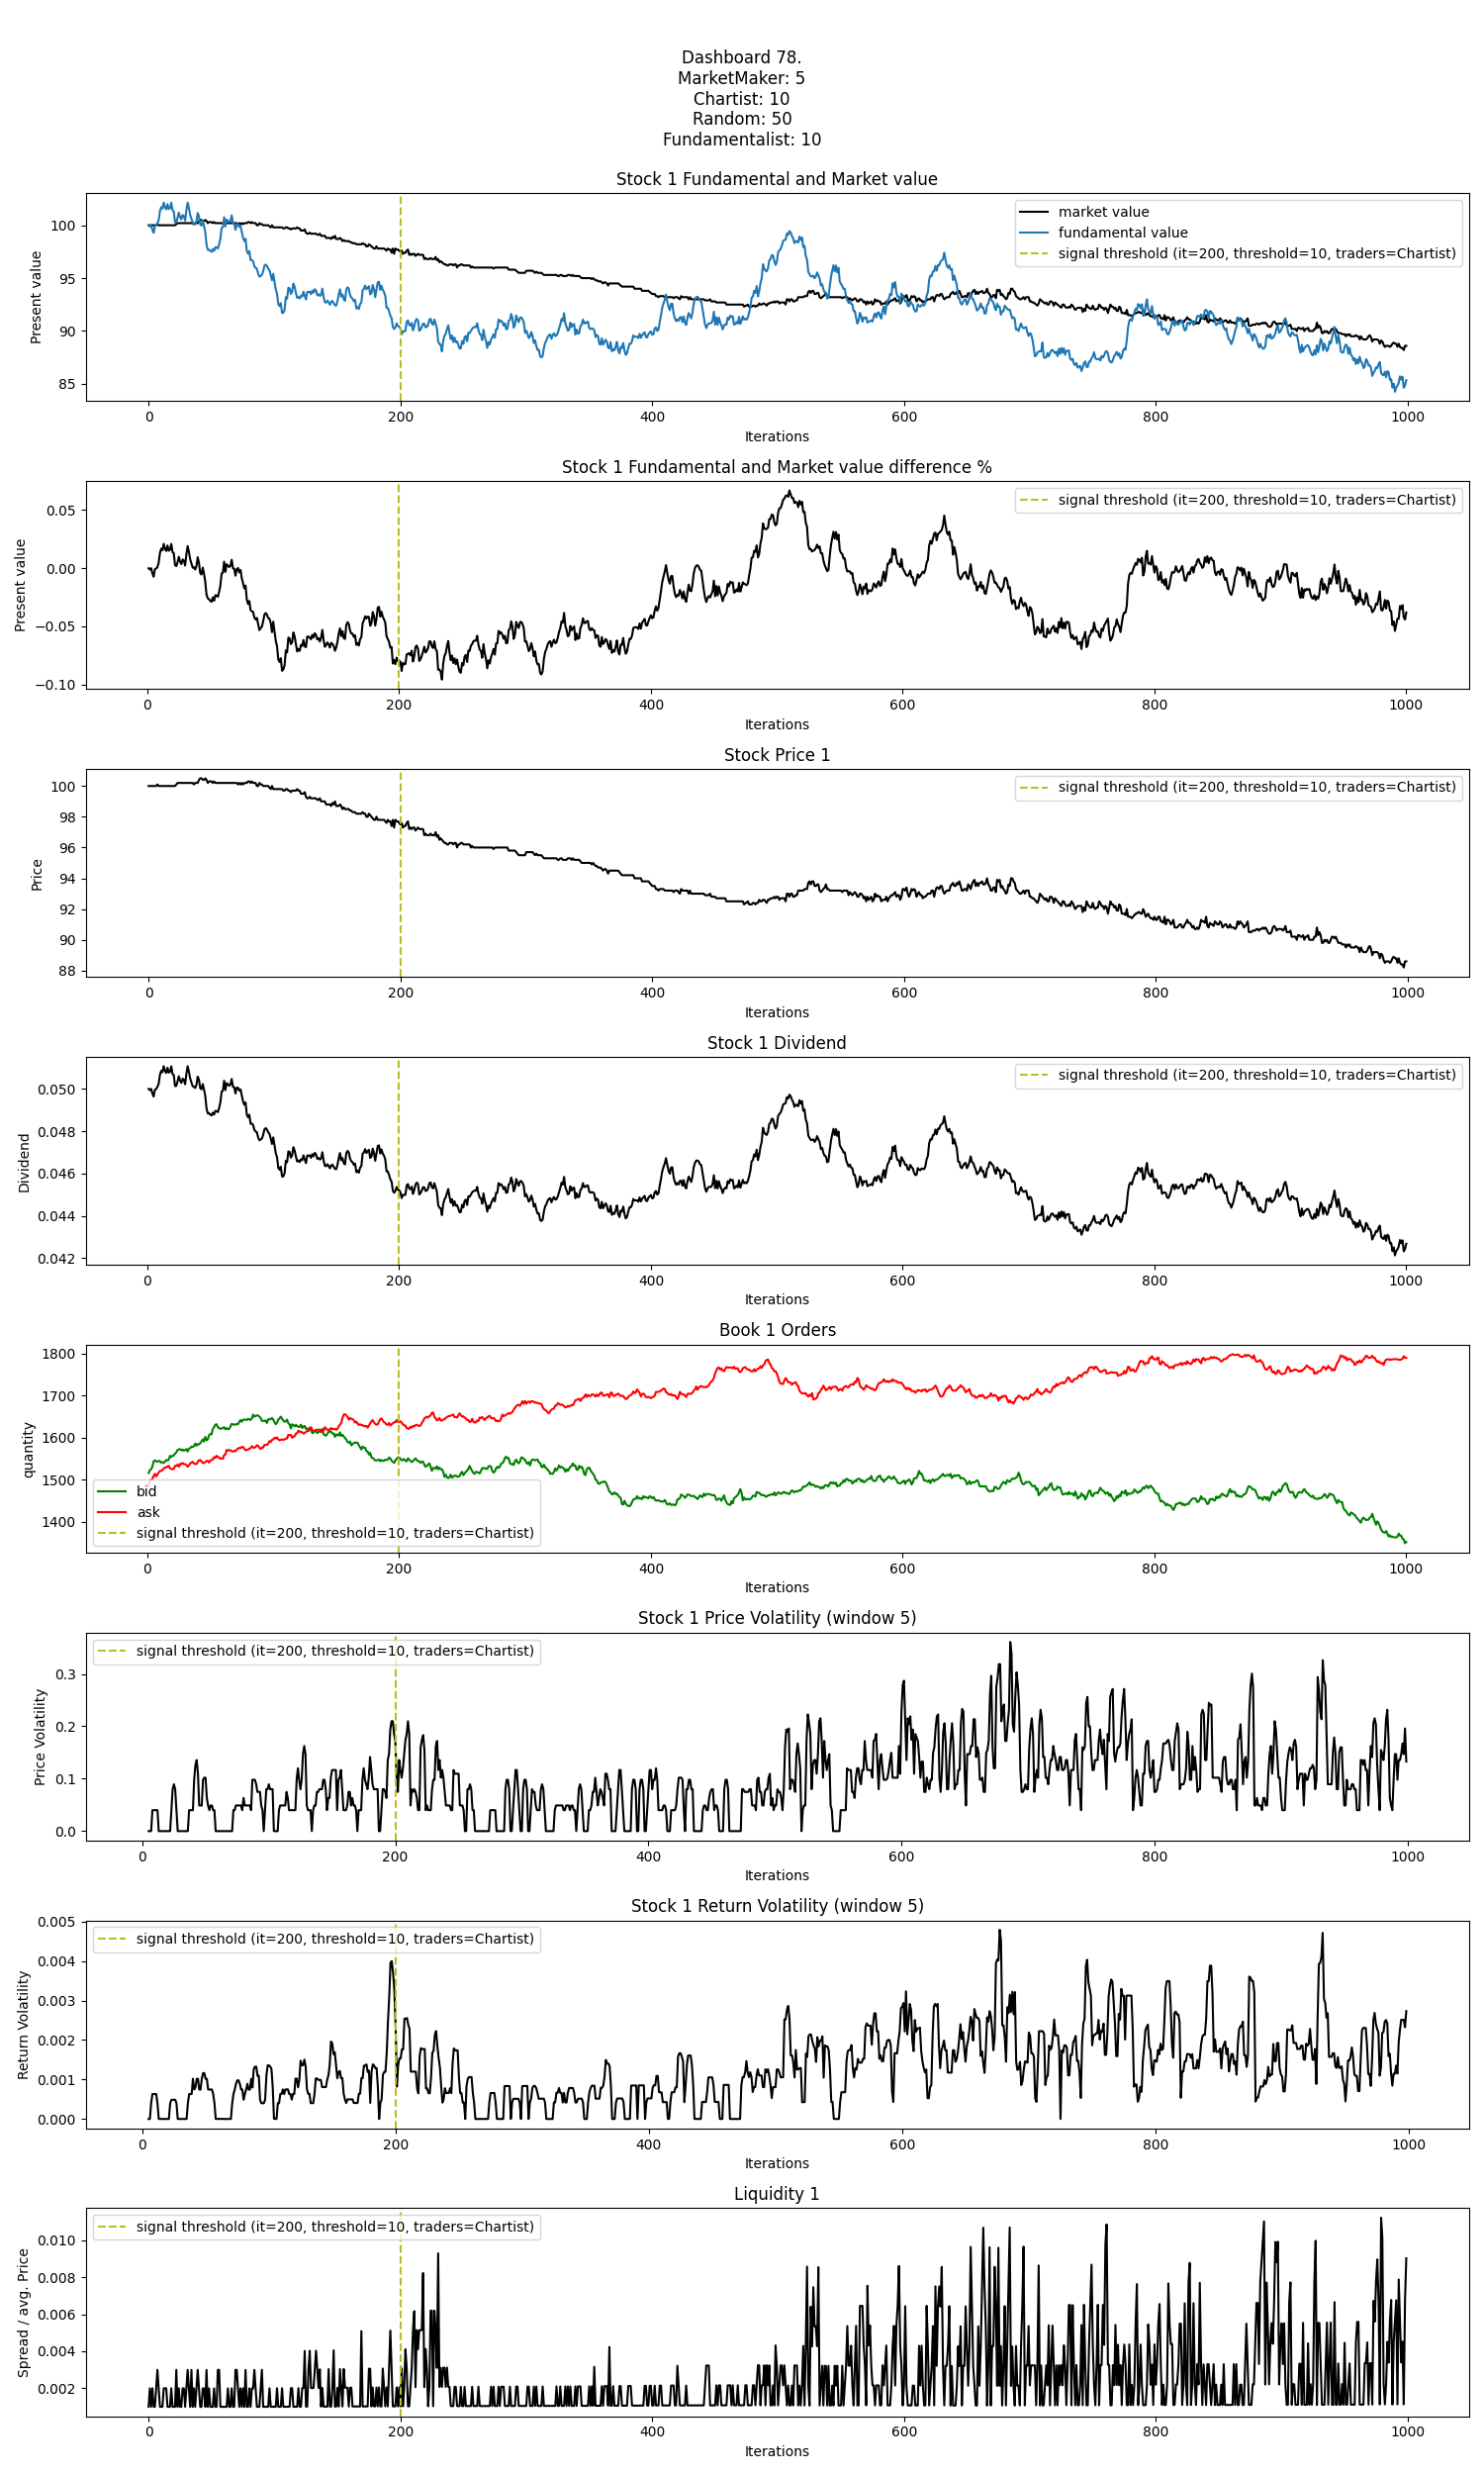 Dashboard 78.
MarketMaker: 5
Chartist: 10
Random: 50
Fundamentalist: 10
Stock 1 Fundamental and Market value
Present value
100
95
90
85
market value
fundamental value
signal threshold (it=200, threshold=10, traders=Chartist)
0 200 400 600 800 1000
Iterations
Stock 1 Fundamental and Market value difference %
Present value
0.05
0.00
−0.05
−0.10
signal threshold (it=200, threshold=10, traders=Chartist)
0 200 400 600 800 1000
Iterations
Stock Price 1
Price
100
98
96
94
92
90
88
signal threshold (it=200, threshold=10, traders=Chartist)
0 200 400 600 800 1000
Iterations
Stock 1 Dividend
Dividend
0.050
0.048
0.046
0.044
0.042
signal threshold (it=200, threshold=10, traders=Chartist)
0 200 400 600 800 1000
Iterations
Book 1 Orders
quantity
1800
1700
1600
1500
1400
bid
ask
signal threshold (it=200, threshold=10, traders=Chartist)
0 200 400 600 800 1000
Iterations
Stock 1 Price Volatility (window 5)
Price Volatility
0.3
0.2
0.1
0.0
signal threshold (it=200, threshold=10, traders=Chartist)
0 200 400 600 800 1000
Iterations
Stock 1 Return Volatility (window 5)
Return Volatility
0.005
0.004
0.003
0.002
0.001
0.000
signal threshold (it=200, threshold=10, traders=Chartist)
0 200 400 600 800 1000
Iterations
Liquidity 1
Spread / avg. Price
0.010
0.008
0.006
0.004
0.002
signal threshold (it=200, threshold=10, traders=Chartist)
0 200 400 600 800 1000
Iterations